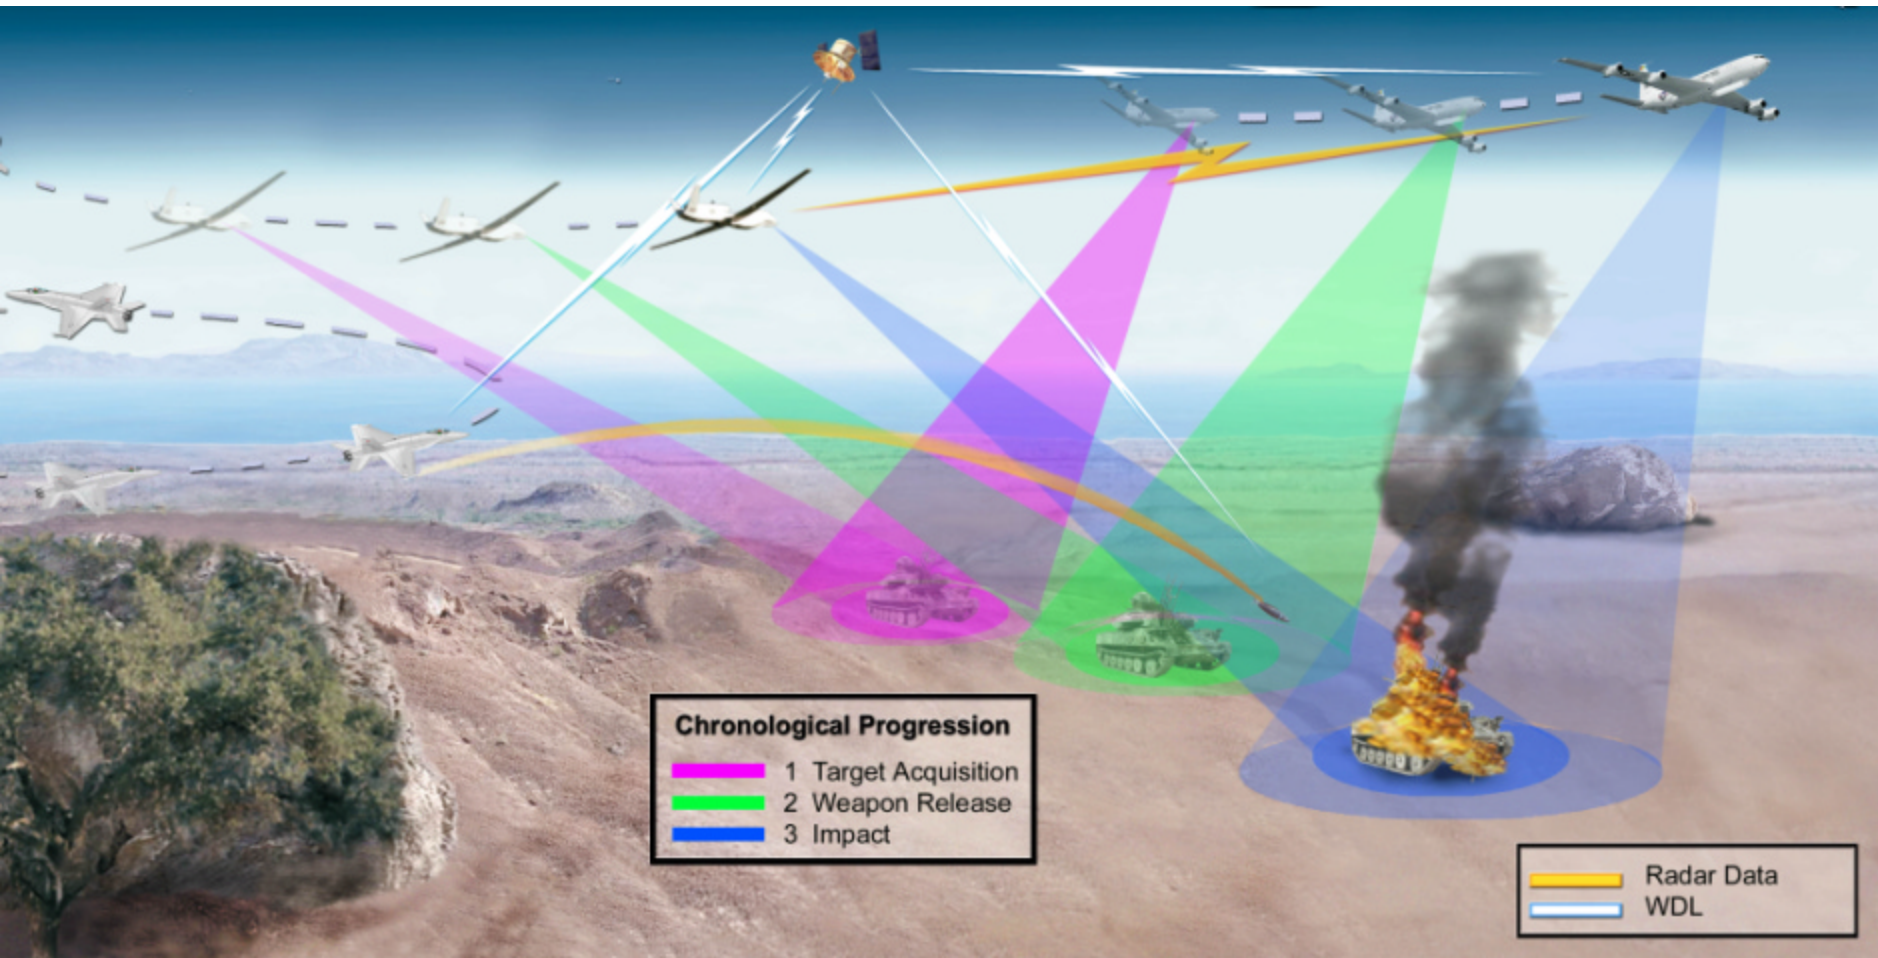 Chronological Progression
1 Target Acquisition
2 Weapon Release
3 Impact
Radar Data
WDL